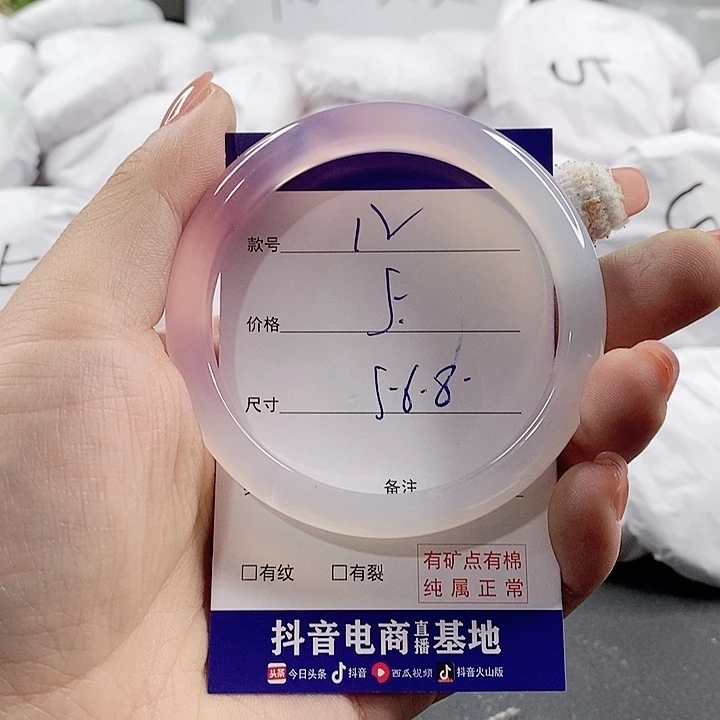 款号 IV
价格 5.
尺寸 56.8
备注
□有纹 □有裂
有矿点有棉
纯属正常
抖音电商直播基地
头条 今日头条 抖音 西瓜视频 抖音火山版
5